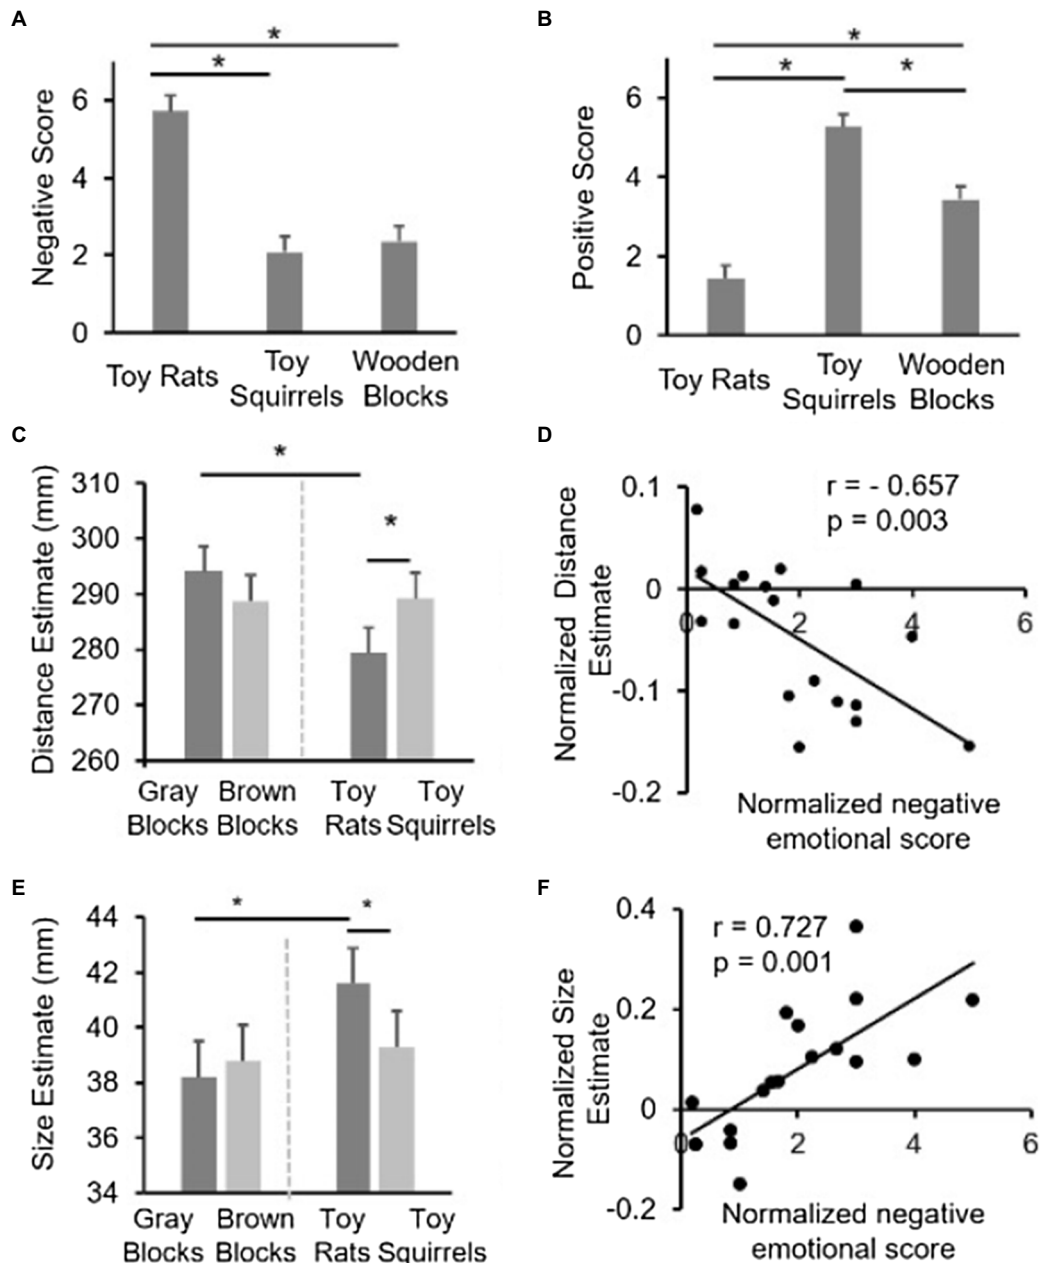 A
*
*
Negative Score
6
4
2
0
Toy Rats
Toy
Squirrels
Wooden
Blocks
B
*
*
*
Positive Score
6
4
2
0
Toy Rats
Toy
Squirrels
Wooden
Blocks
C
*
*
Distance Estimate (mm)
310
300
290
280
270
260
Gray
Blocks
Brown
Blocks
Toy
Rats
Toy
Squirrels
D
r = - 0.657
p = 0.003
Normalized Distance
Estimate
0.1
0
-0.1
-0.2
0
2
4
6
Normalized negative
emotional score
E
*
*
Size Estimate (mm)
44
42
40
38
36
34
Gray
Blocks
Brown
Blocks
Toy
Rats
Toy
Squirrels
F
r = 0.727
p = 0.001
Normalized Size
Estimate
0.4
0.2
0
-0.2
0
2
4
6
Normalized negative
emotional score